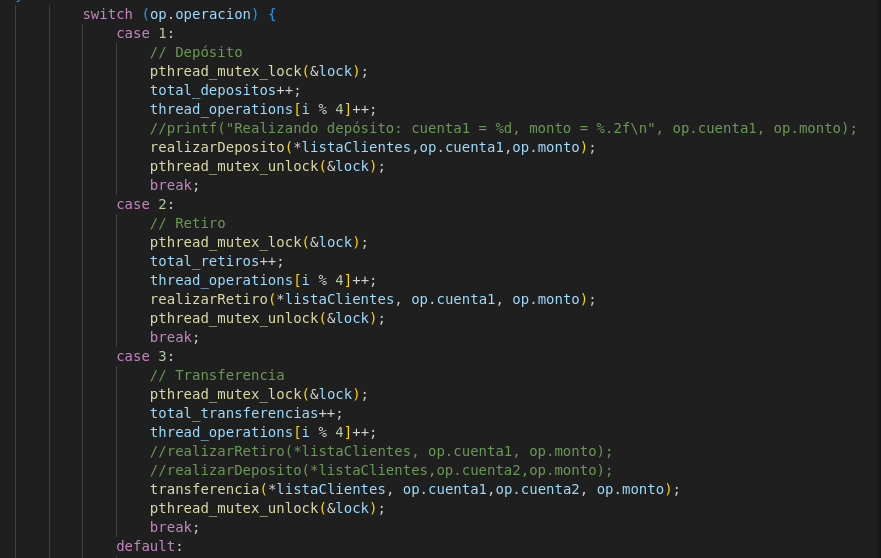 switch (op.operacion) {
case 1:
// Depósito
pthread_mutex_lock(&lock);
total_depositos++;
thread_operations[i % 4]++;
//printf("Realizando depósito: cuenta1 = %d, monto = %.2f\n", op.cuenta1, op.monto);
realizarDeposito(*listaClientes,op.cuenta1,op.monto);
pthread_mutex_unlock(&lock);
break;
case 2:
// Retiro
pthread_mutex_lock(&lock);
total_retiros++;
thread_operations[i % 4]++;
realizarRetiro(*listaClientes, op.cuenta1, op.monto);
pthread_mutex_unlock(&lock);
break;
case 3:
// Transferencia
pthread_mutex_lock(&lock);
total_transferencias++;
thread_operations[i % 4]++;
//realizarRetiro(*listaClientes, op.cuenta1, op.monto);
//realizarDeposito(*listaClientes,op.cuenta2,op.monto);
transferencia(*listaClientes, op.cuenta1,op.cuenta2, op.monto);
pthread_mutex_unlock(&lock);
break;
default: